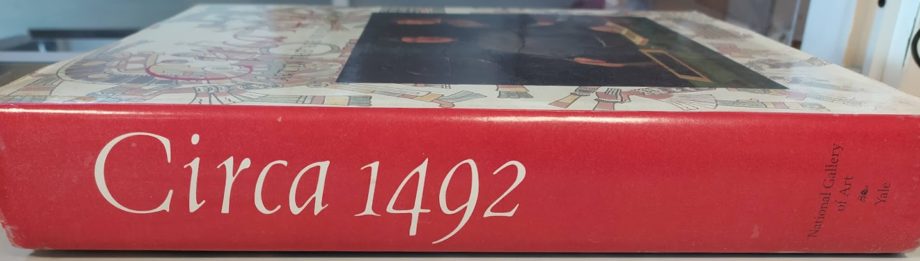 Circa 1492
National Gallery
of Art
Yale